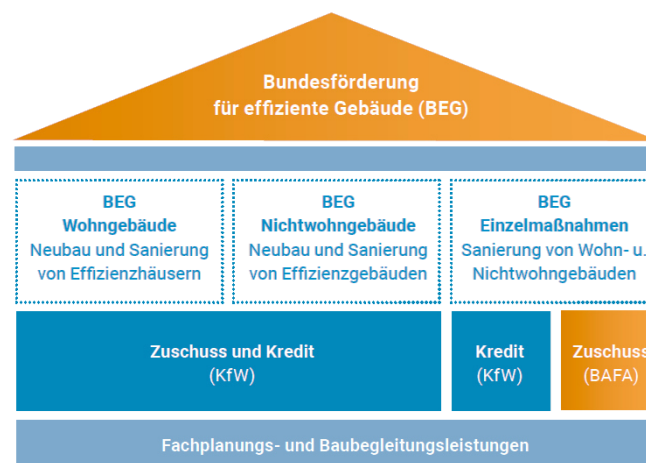 Bundesförderung
für effiziente Gebäude (BEG)
BEG
Wohngebäude
Neubau und Sanierung
von Effizienzhäusern
BEG
Nichtwohngebäude
Neubau und Sanierung
von Effizienzgebäuden
BEG
Einzelmaßnahmen
Sanierung von Wohn- u.
Nichtwohngebäuden
Zuschuss und Kredit
(KfW)
Kredit
(KfW)
Zuschuss
(BAFA)
Fachplanungs- und Baubegleitungsleistungen